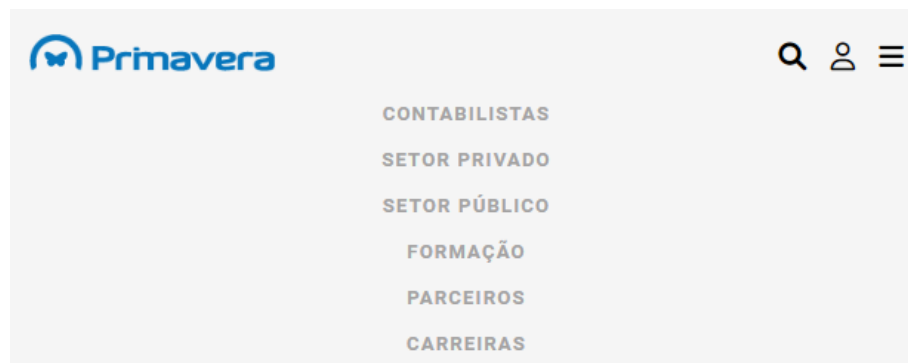 Primavera
CONTABILISTAS
SETOR PRIVADO
SETOR PÚBLICO
FORMAÇÃO
PARCEIROS
CARREIRAS